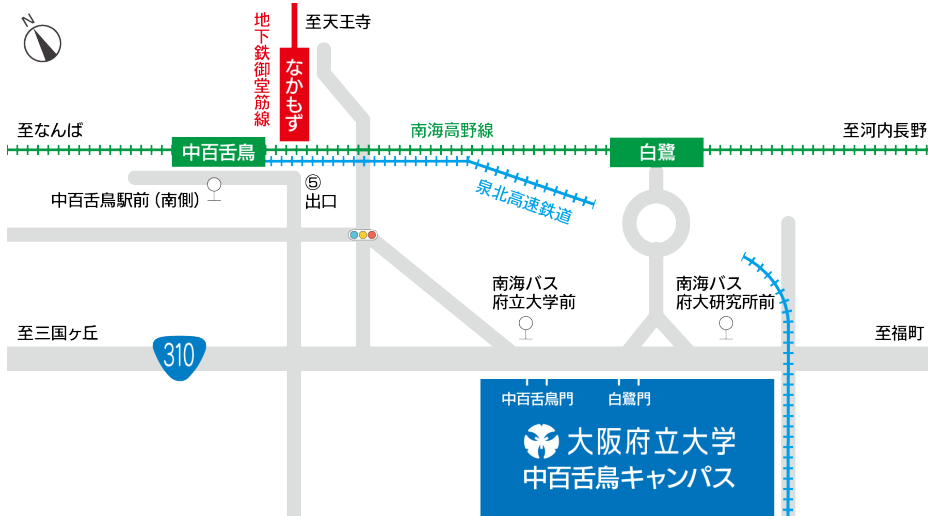 N
至天王寺
地下鉄御堂筋線
なかもず
至なんば
南海高野線
至河内長野
中百舌鳥
白鷺
⑤
出口
中百舌鳥駅前（南側）
泉北高速鉄道
南海バス
府立大学前
南海バス
府大研究所前
至三国ヶ丘
310
至福町
中百舌鳥門
白鷺門
大阪府立大学
中百舌鳥キャンパス